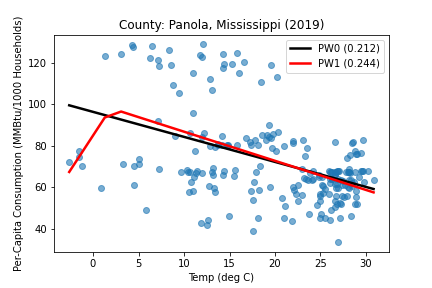 County: Panola, Mississippi (2019)
PW0 (0.212)
PW1 (0.244)
Per-Capita Consumption (MMBtu/1000 Households)
120
100
80
60
40
0 5 10 15 20 25 30
Temp (deg C)